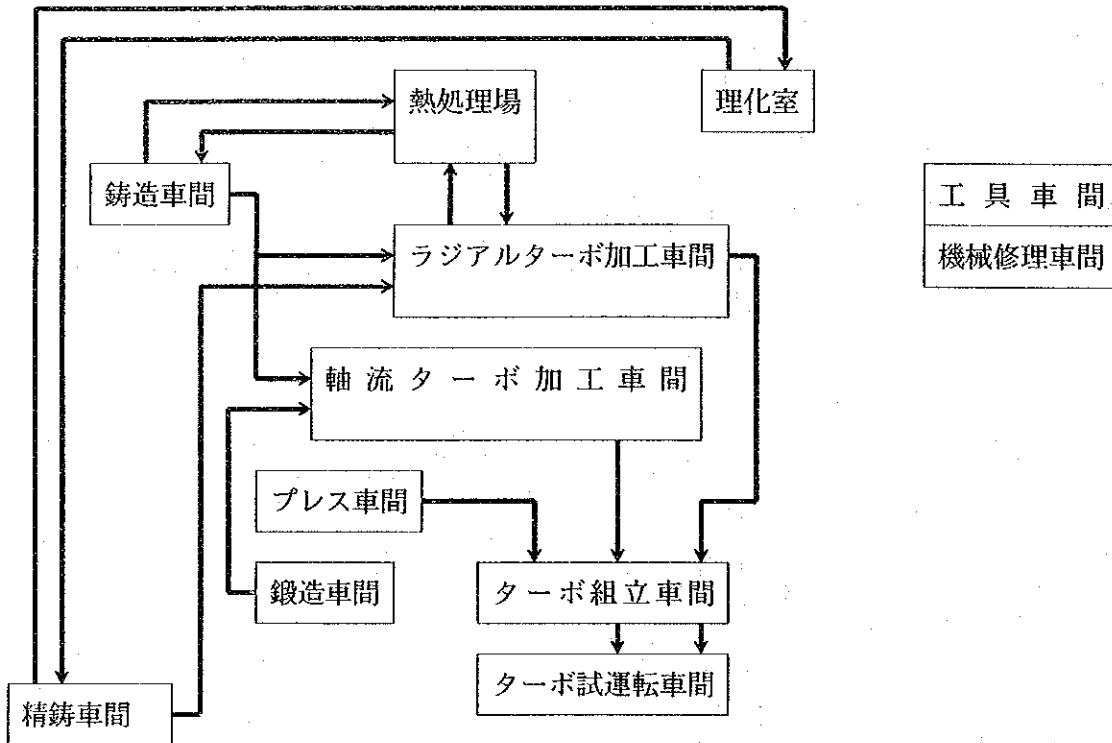 熱処理場
理化室
鋳造車間
工具車間
ラジアルターボ加工車間
機械修理車間
軸流ターボ加工車間
プレス車間
鍛造車間
ターボ組立車間
ターボ試運転車間
精鋳車間